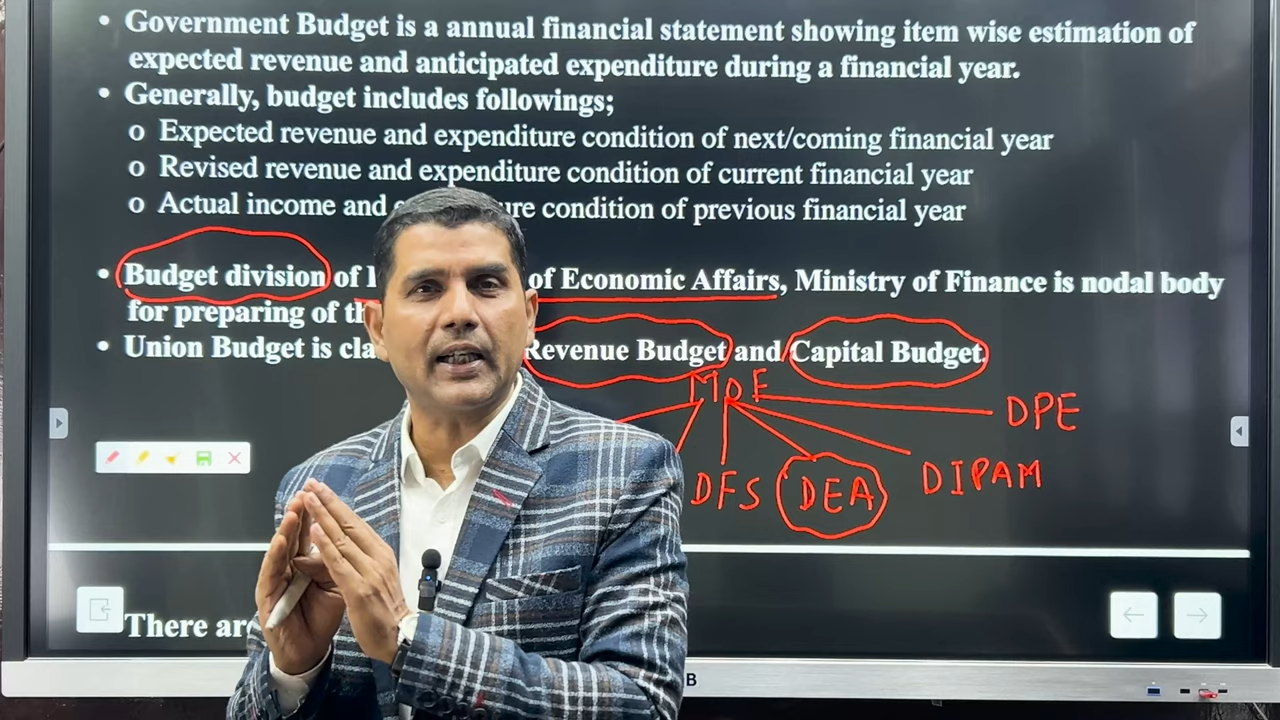 • Government Budget is a annual financial statement showing item wise estimation of
expected revenue and anticipated expenditure during a financial year.
• Generally, budget includes followings;
o Expected revenue and expenditure condition of next/coming financial year
o Revised revenue and expenditure condition of current financial year
o Actual income and ure condition of previous financial year
• Budget division of of Economic Affairs, Ministry of Finance is nodal body
for preparing of
• Union Budget is Revenue Budget and Capital Budget.
MoF
DPE
DFS DEA DIPAM
There are
B